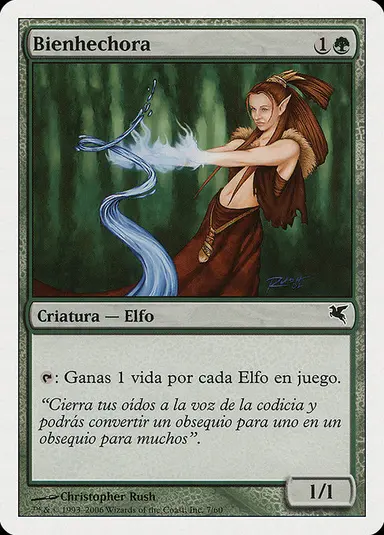 Bienhechora 1
Criatura — Elfo
: Ganas 1 vida por cada Elfo en juego.
“Cierra tus oídos a la voz de la codicia y
podrás convertir un obsequio para uno en un
obsequio para muchos”.
Christopher Rush
1/1
™ & © 1993–2006 Wizards of the Coast, Inc. 7/60